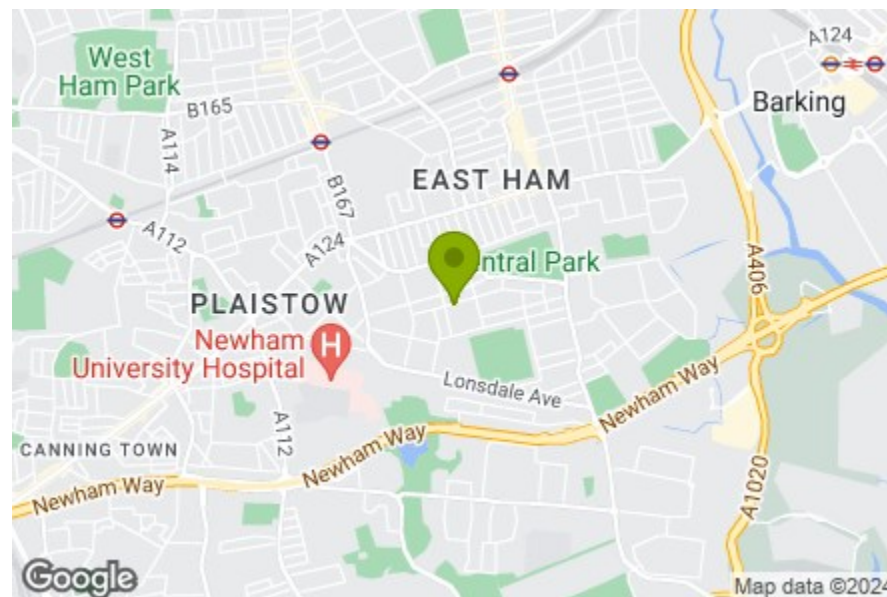 A124
West
Ham Park
B165
Barking
A114
EAST HAM
B167
A112
A124
Central Park
A406
PLAISTOW
Newham
University Hospital
H
Lonsdale Ave
Newham Way
A112
CANNING TOWN
Newham Way
Newham Way
A1020
Google
Map data ©2024